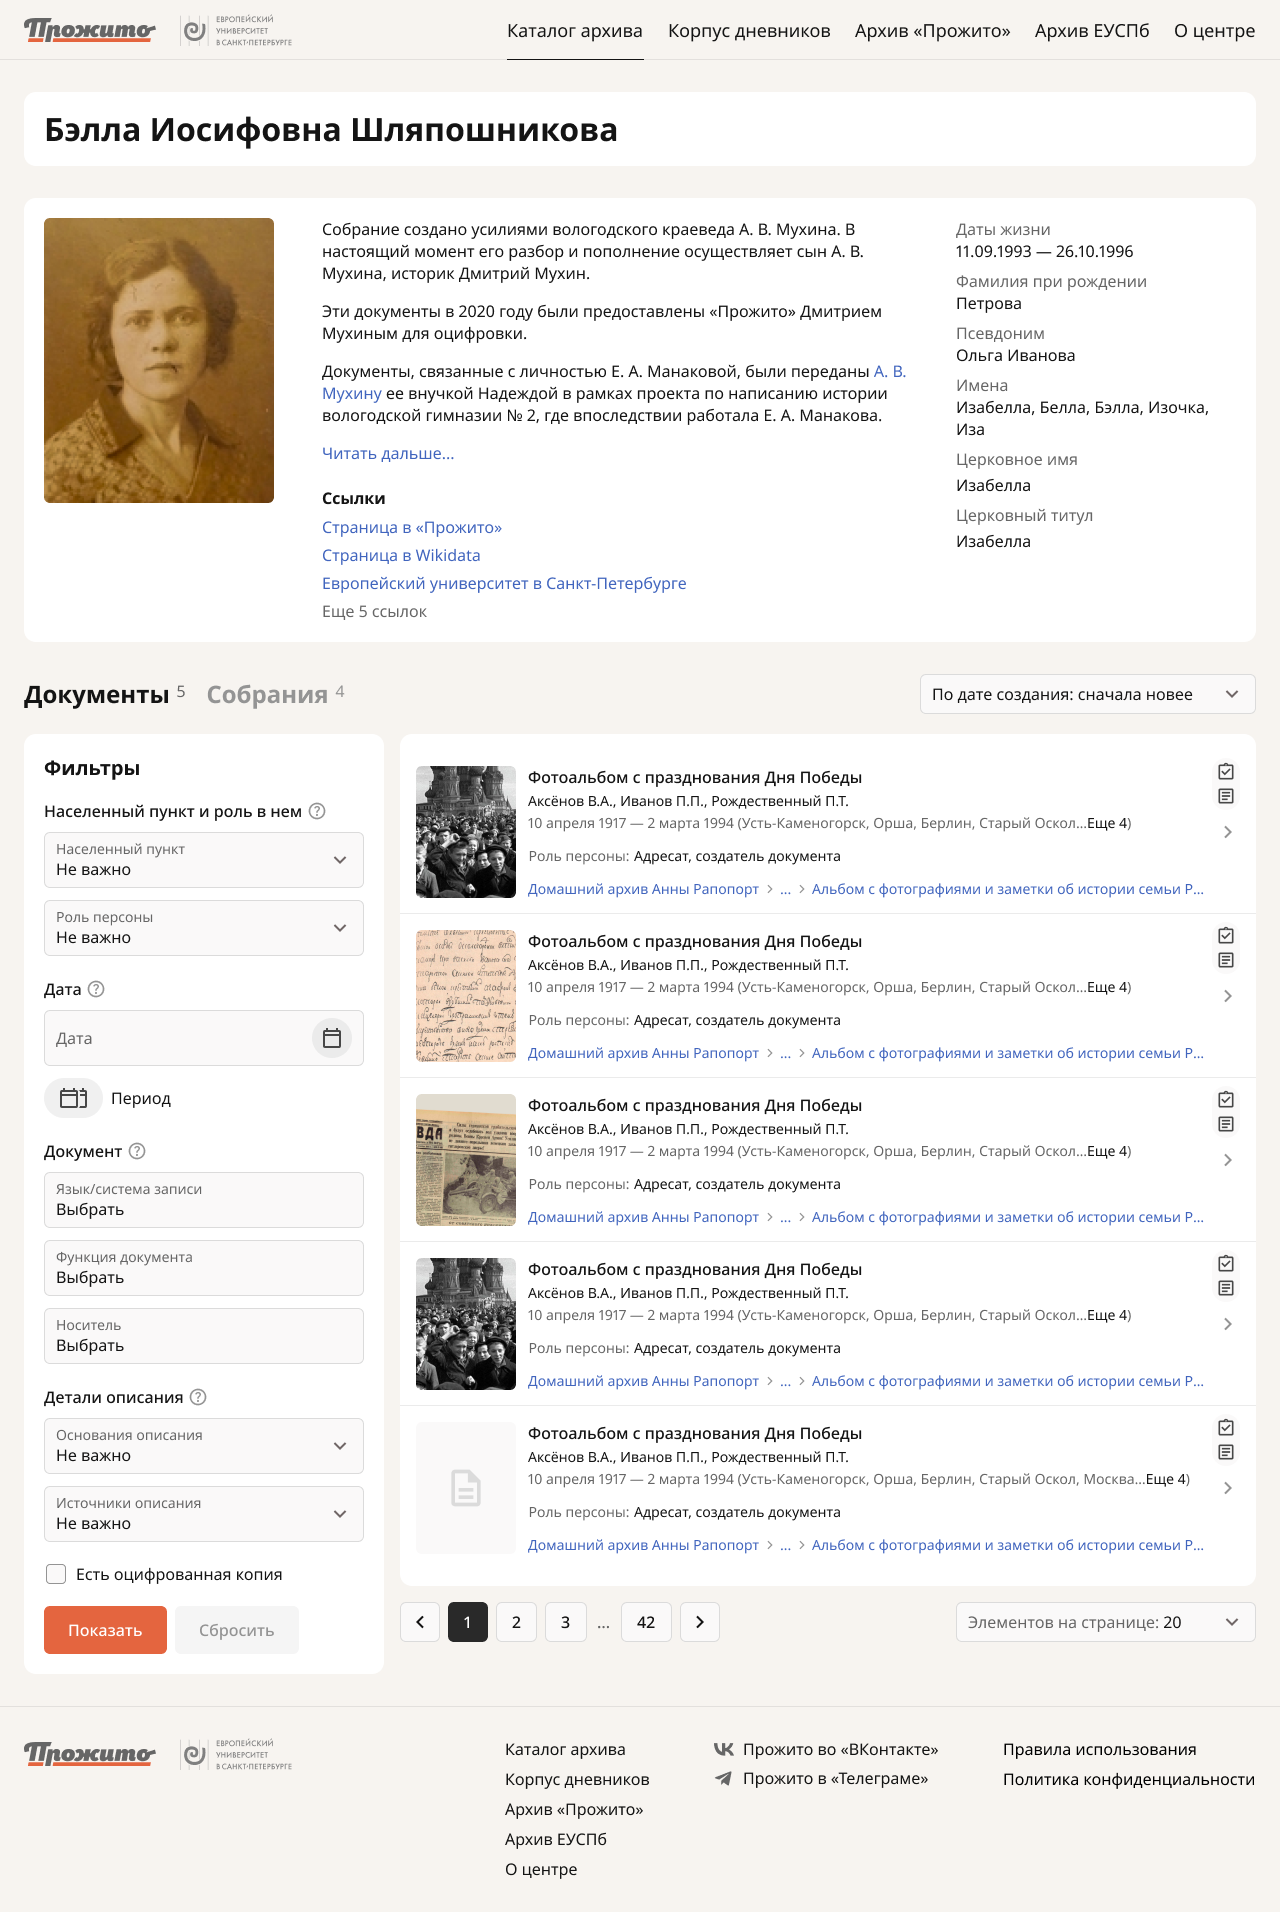 Прожито
ЕВРОПЕЙСКИЙ
УНИВЕРСИТЕТ
В САНКТ-ПЕТЕРБУРГЕ
Каталог архива
Корпус дневников
Архив «Прожито»
Архив ЕУСПб
О центре
Бэлла Иосифовна Шляпошникова
Собрание создано усилиями вологодского краеведа А. В. Мухина. В
настоящий момент его разбор и пополнение осуществляет сын А. В.
Мухина, историк Дмитрий Мухин.
Эти документы в 2020 году были предоставлены «Прожито» Дмитрием
Мухиным для оцифровки.
Документы, связанные с личностью Е. А. Манаковой, были переданы А. В.
Мухину ее внучкой Надеждой в рамках проекта по написанию истории
вологодской гимназии № 2, где впоследствии работала Е. А. Манакова.
Читать дальше...
Ссылки
Страница в «Прожито»
Страница в Wikidata
Европейский университет в Санкт-Петербурге
Еще 5 ссылок
Даты жизни
11.09.1993 — 26.10.1996
Фамилия при рождении
Петрова
Псевдоним
Ольга Иванова
Имена
Изабелла, Белла, Бэлла, Изочка,
Иза
Церковное имя
Изабелла
Церковный титул
Изабелла
Документы 5
Собрания 4
По дате создания: сначала новее
Фильтры
Населенный пункт и роль в нем
Населенный пункт
Не важно
Роль персоны
Не важно
Дата
Дата
Период
Документ
Язык/система записи
Выбрать
Функция документа
Выбрать
Носитель
Выбрать
Детали описания
Основания описания
Не важно
Источники описания
Не важно
Есть оцифрованная копия
Показать
Сбросить
Фотоальбом с празднования Дня Победы
Аксёнов В.А., Иванов П.П., Рождественный П.Т.
10 апреля 1917 — 2 марта 1994 (Усть-Каменогорск, Орша, Берлин, Старый Оскол...Еще 4)
Роль персоны: Адресат, создатель документа
Домашний архив Анны Рапопорт > ... > Альбом с фотографиями и заметки об истории семьи Р...
Фотоальбом с празднования Дня Победы
Аксёнов В.А., Иванов П.П., Рождественный П.Т.
10 апреля 1917 — 2 марта 1994 (Усть-Каменогорск, Орша, Берлин, Старый Оскол...Еще 4)
Роль персоны: Адресат, создатель документа
Домашний архив Анны Рапопорт > ... > Альбом с фотографиями и заметки об истории семьи Р...
Фотоальбом с празднования Дня Победы
Аксёнов В.А., Иванов П.П., Рождественный П.Т.
10 апреля 1917 — 2 марта 1994 (Усть-Каменогорск, Орша, Берлин, Старый Оскол...Еще 4)
Роль персоны: Адресат, создатель документа
Домашний архив Анны Рапопорт > ... > Альбом с фотографиями и заметки об истории семьи Р...
Фотоальбом с празднования Дня Победы
Аксёнов В.А., Иванов П.П., Рождественный П.Т.
10 апреля 1917 — 2 марта 1994 (Усть-Каменогорск, Орша, Берлин, Старый Оскол...Еще 4)
Роль персоны: Адресат, создатель документа
Домашний архив Анны Рапопорт > ... > Альбом с фотографиями и заметки об истории семьи Р...
Фотоальбом с празднования Дня Победы
Аксёнов В.А., Иванов П.П., Рождественный П.Т.
10 апреля 1917 — 2 марта 1994 (Усть-Каменогорск, Орша, Берлин, Старый Оскол, Москва...Еще 4)
Роль персоны: Адресат, создатель документа
Домашний архив Анны Рапопорт > ... > Альбом с фотографиями и заметки об истории семьи Р...
1 2 3 ... 42
Элементов на странице: 20
Прожито
ЕВРОПЕЙСКИЙ
УНИВЕРСИТЕТ
В САНКТ-ПЕТЕРБУРГЕ
Каталог архива
Корпус дневников
Архив «Прожито»
Архив ЕУСПб
О центре
Прожито во «ВКонтакте»
Прожито в «Телеграме»
Правила использования
Политика конфиденциальности